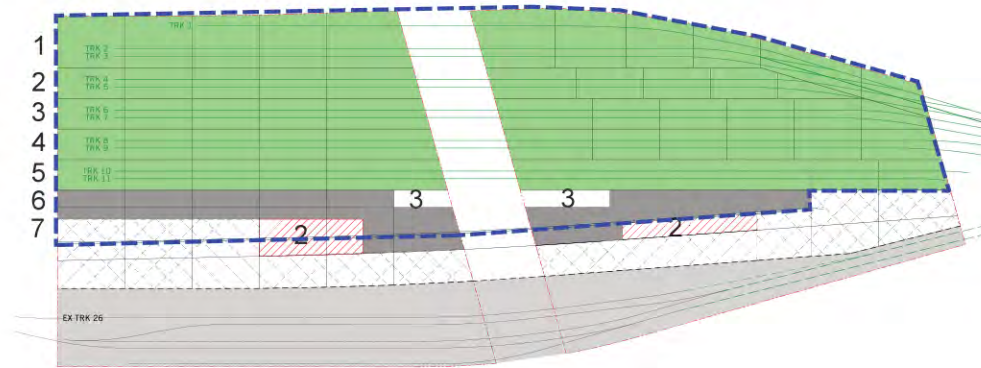 1
TRK 1
TRK 2
TRK 3
2
TRK 4
TRK 5
3
TRK 6
TRK 7
4
TRK 8
TRK 9
5
TRK 10
TRK 11
6
3
3
7
2
2
EX TRK 26